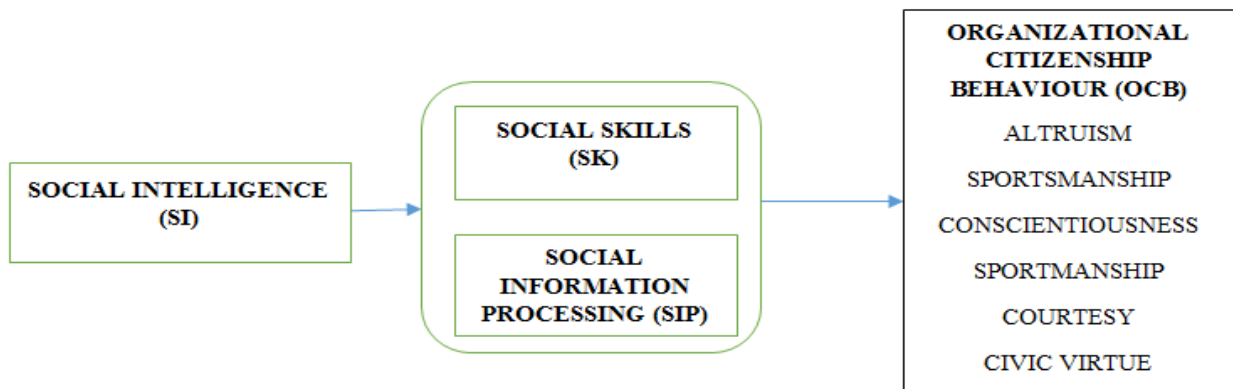 SOCIAL INTELLIGENCE
(SI)
SOCIAL SKILLS
(SK)
SOCIAL
INFORMATION
PROCESSING (SIP)
ORGANIZATIONAL
CITIZENSHIP
BEHAVIOUR (OCB)
ALTRUISM
SPORTSMANSHIP
CONSCIENTIOUSNESS
SPORTMANSHIP
COURTESY
CIVIC VIRTUE